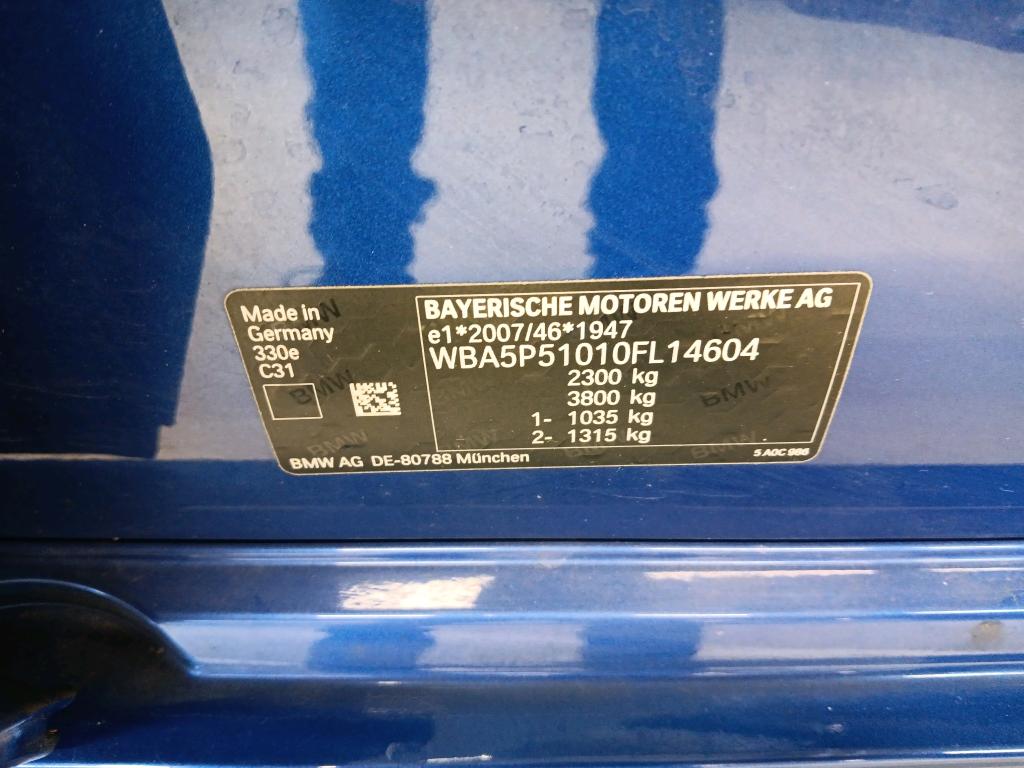 Made in
Germany
330e
C31
BAYERISCHE MOTOREN WERKE AG
e1*2007/46*1947
WBA5P51010FL14604
2300 kg
3800 kg
1- 1035 kg
2- 1315 kg
BMW AG DE-80788 München
5 A0C 986